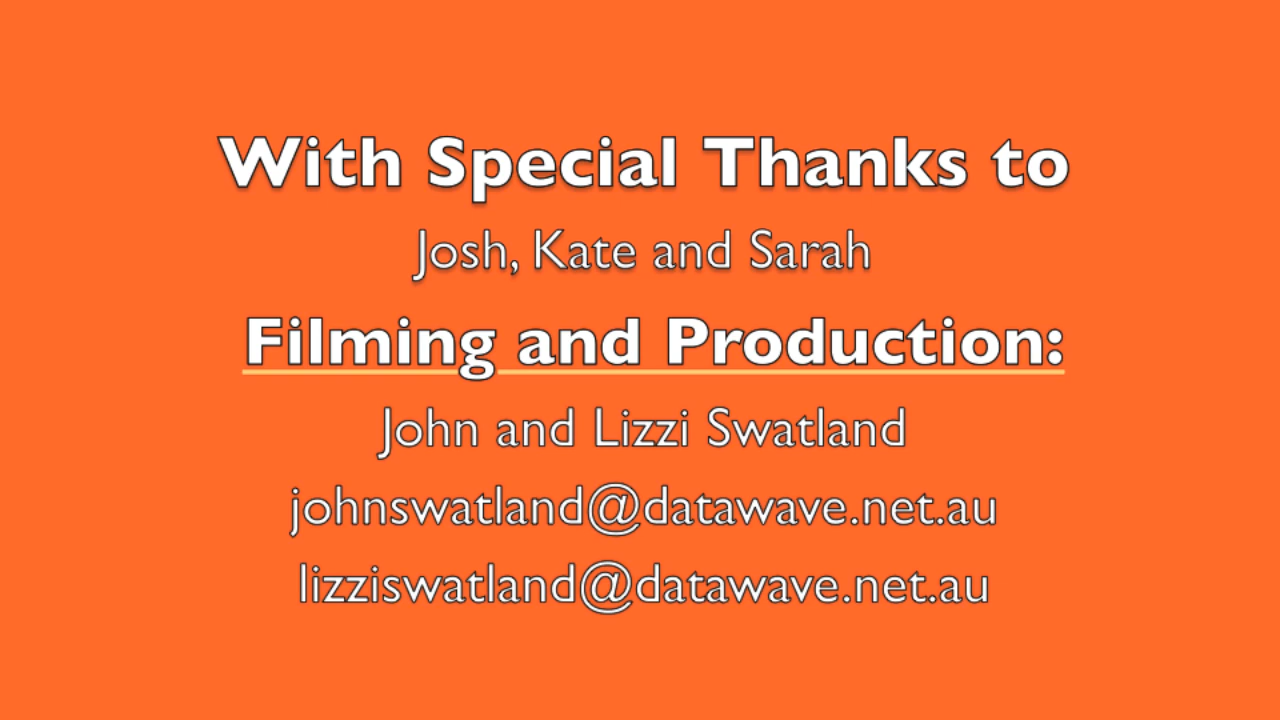 With Special Thanks to
Josh, Kate and Sarah
Filming and Production:
John and Lizzi Swatland
johnswatland@datawave.net.au
lizziswatland@datawave.net.au